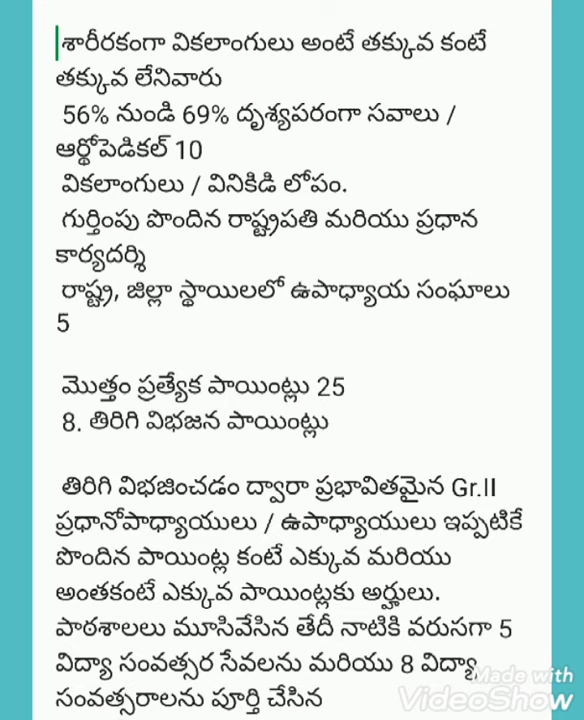 శారీరకంగా వికలాంగులు అంటే తక్కువ కంటే
తక్కువ లేనివారు
56% నుండి 69% దృశ్యపరంగా సవాలు /
ఆర్థోపెడికల్ 10
వికలాంగులు / వినికిడి లోపం.
గుర్తింపు పొందిన రాష్ట్రపతి మరియు ప్రధాన
కార్యదర్శి
రాష్ట్ర, జిల్లా స్థాయిలలో ఉపాధ్యాయ సంఘాలు
5
మొత్తం ప్రత్యేక పాయింట్లు 25
8. తిరిగి విభజన పాయింట్లు
తిరిగి విభజించడం ద్వారా ప్రభావితమైన Gr.II
ప్రధానోపాధ్యాయులు / ఉపాధ్యాయులు ఇప్పటికే
పొందిన పాయింట్ల కంటే ఎక్కువ మరియు
అంతకంటే ఎక్కువ పాయింట్లకు అర్హులు.
పాఠశాలలు మూసివేసిన తేదీ నాటికి వరుసగా 5
విద్యా సంవత్సర సేవలను మరియు 8 విద్యా
సంవత్సరాలను పూర్తి చేసిన
Made with
VideoShow